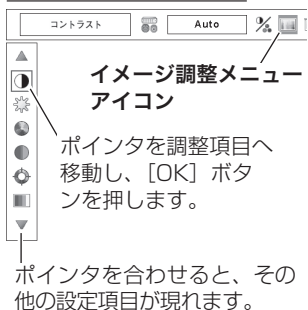 コントラスト
Auto
イメージ調整メニュー
アイコン
ポインタを調整項目へ
移動し、[OK] ボタ
ンを押します。
ポインタを合わせると、その
他の設定項目が現れます。